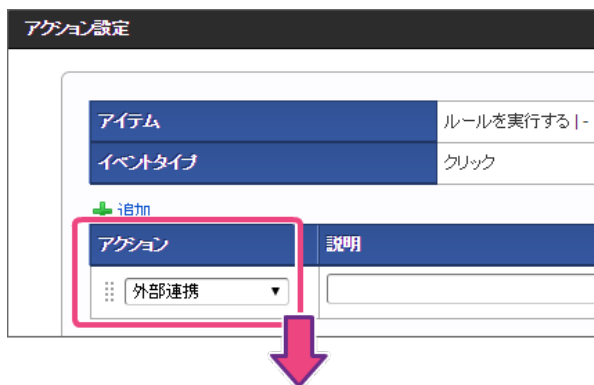 アクション設定
アイテム ルールを実行する | -
イベントタイプ クリック
追加
アクション 説明
外部連携